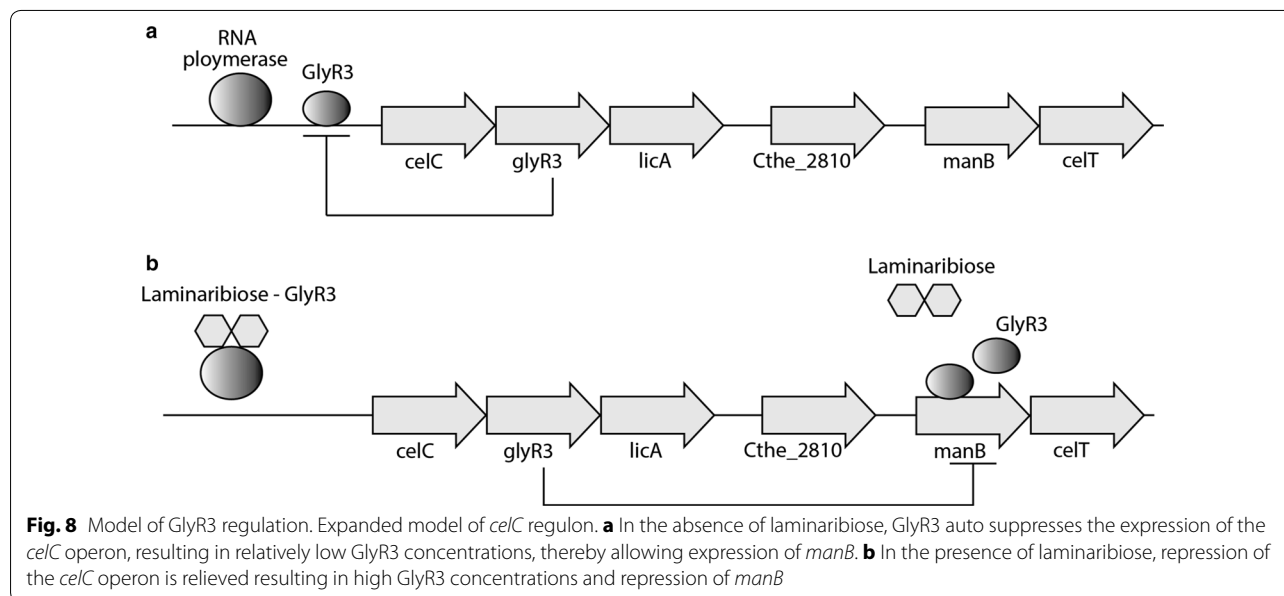 a
RNA
ploymerase
GlyR3
celC
glyR3
licA
Cthe_2810
manB
celT
b
Laminaribiose - GlyR3
Laminaribiose
GlyR3
celC
glyR3
licA
Cthe_2810
manB
celT
Fig. 8 Model of GlyR3 regulation. Expanded model of celC regulon. a In the absence of laminaribiose, GlyR3 auto suppresses the expression of the
celC operon, resulting in relatively low GlyR3 concentrations, thereby allowing expression of manB. b In the presence of laminaribiose, repression of
the celC operon is relieved resulting in high GlyR3 concentrations and repression of manB